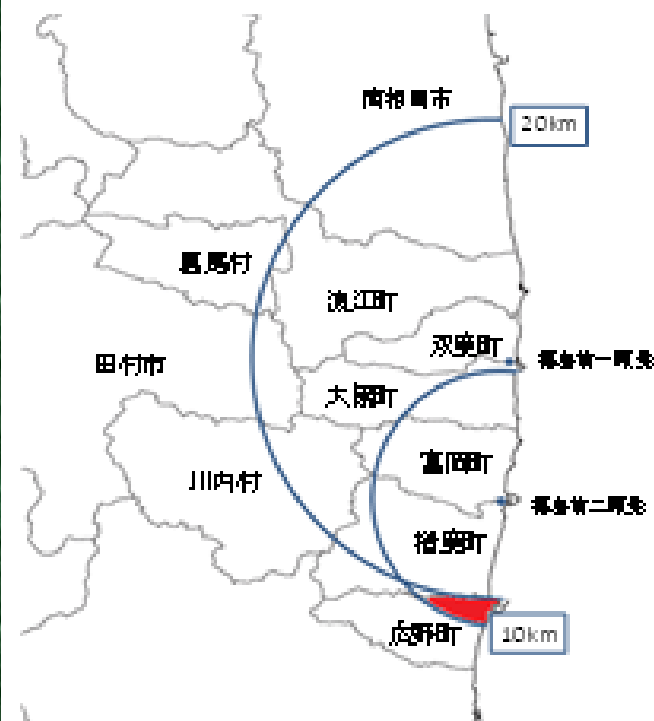 南相馬市
20km
葛尾村
浪江町
双葉町
福島第一原発
田村市
大熊町
富岡町
川内村
福島第二原発
楢葉町
広野町
10km